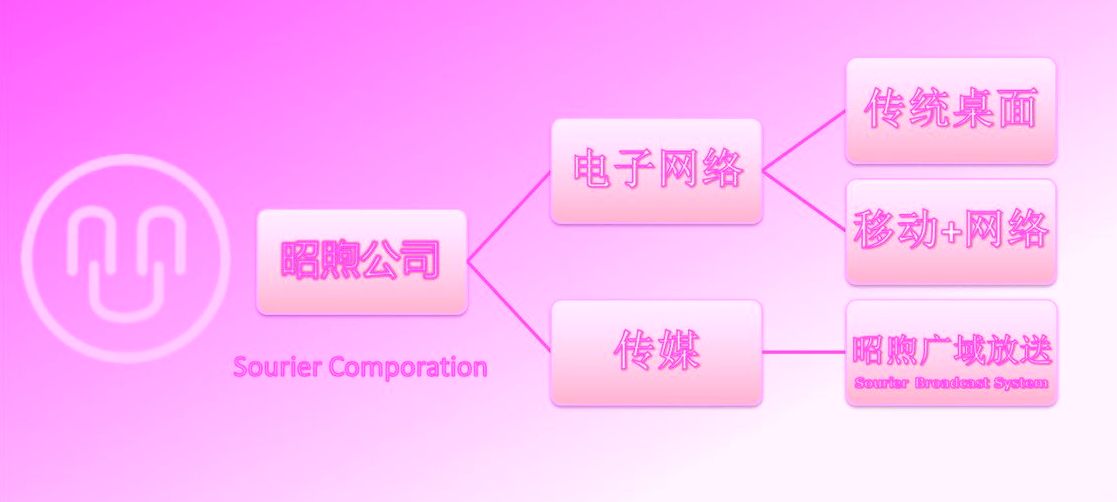 昭煦公司
Sourier Comporation
电子网络
传媒
传统桌面
移动+网络
昭煦广域放送
Sourier Broadcast System